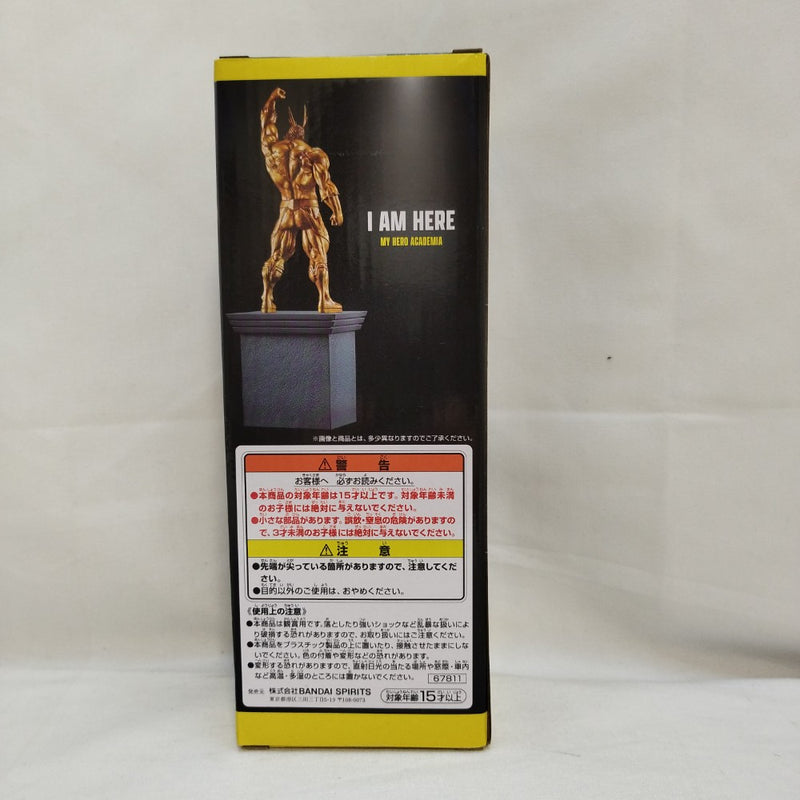 I AM HERE
MY HERO ACADEMIA
※画像と商品とは、多少異なりますのでご了承ください。
⚠警告
お客様へ 必ずお読みください。
●本商品の対象年齢は15才以上です。対象年齢未満
のお子様には絶対に与えないでください。
●小さな部品があります。誤飲・窒息の危険がありますの
で、3才未満のお子様には絶対に与えないでください。
⚠注意
●先端が尖っている箇所がありますので、注意してくだ
さい。
●目的以外のご使用は、おやめください。
《使用上の注意》
●本商品は観賞用です。落としたり強いショックなど乱暴な扱いによ
り破損する恐れがありますので、お取り扱いにはご注意ください。
●本商品をプラスチック製品の上に置いたり、接触させたままにしな
いでください。色の付着や変形などの恐れがあります。
●変形する恐れがありますので、直射日光の当たる場所や窓際・車内
など高温・多湿のところには置かないでください。
67811
発売元 株式会社BANDAI SPIRITS
東京都港区三田三丁目5-19 〒108-0073
対象年齢15才以上